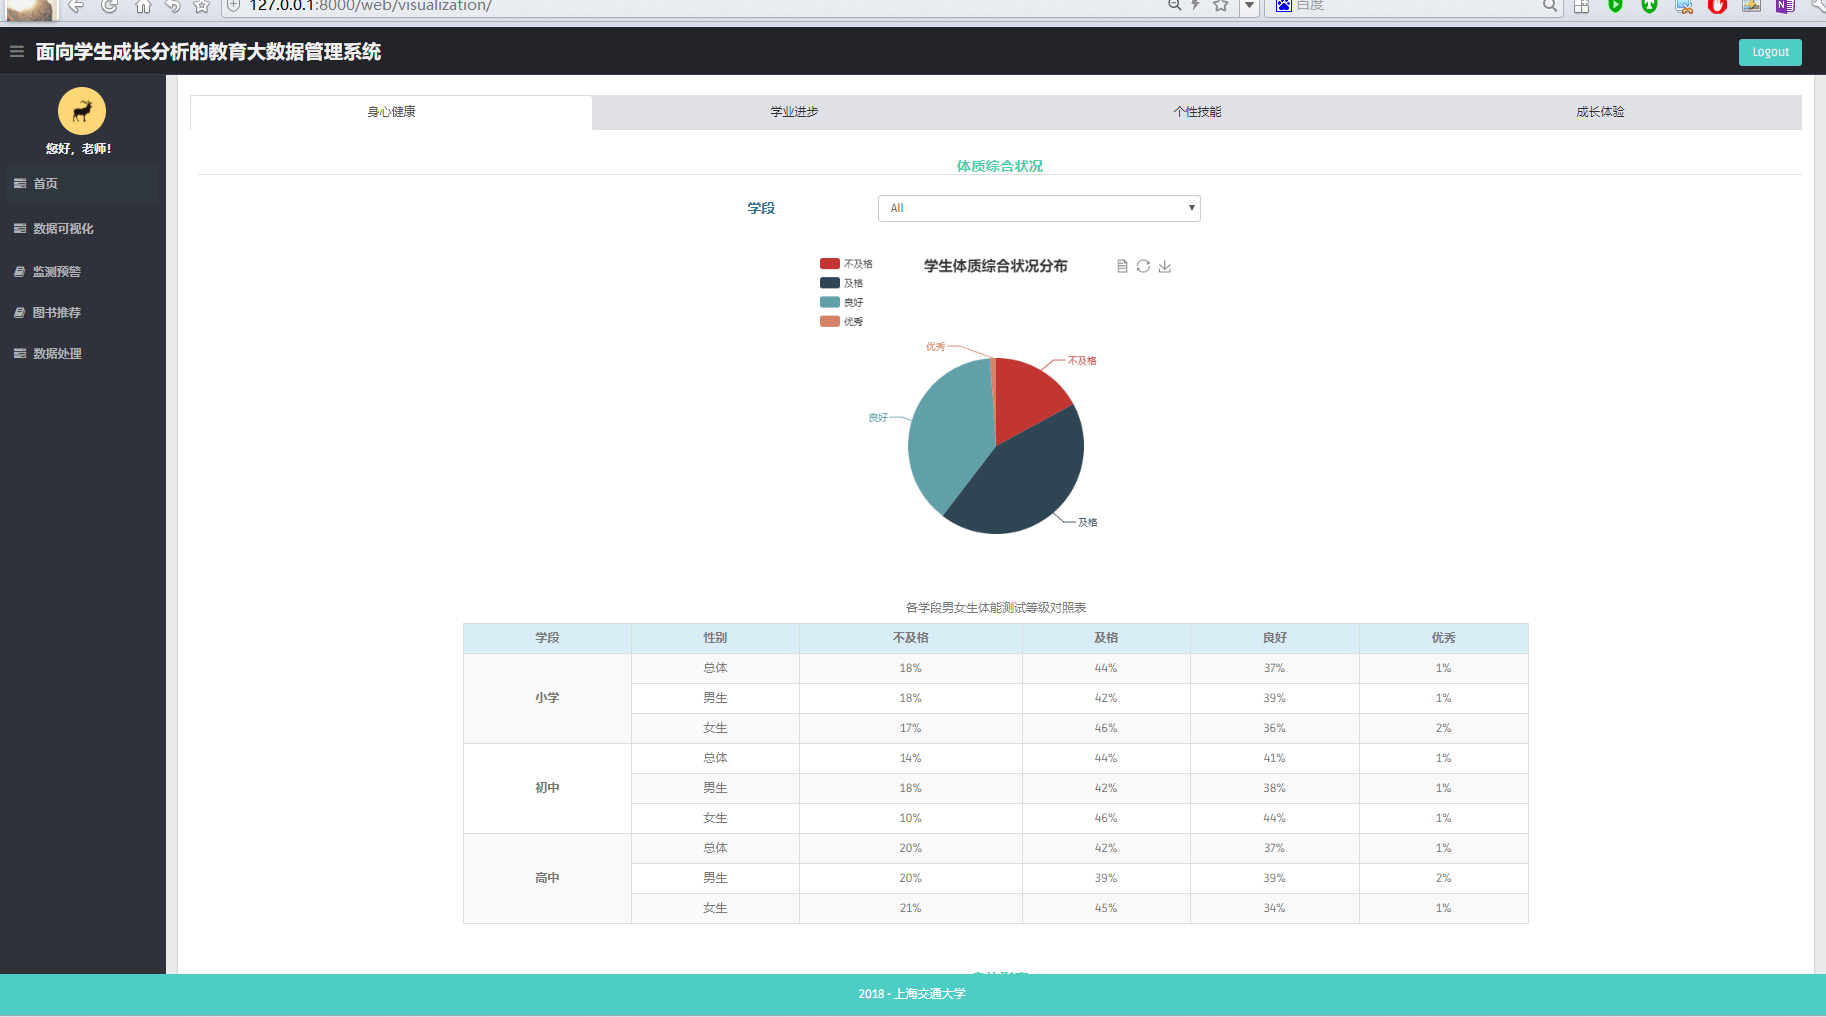 127.0.0.1:8000/web/visualization/
百度
面向学生成长分析的教育大数据管理系统
Logout
您好，老师！
首页
数据可视化
监测预警
图书推荐
数据处理
身心健康 学业进步 个性技能 成长体验
体质综合状况
学段 All
学生体质综合状况分布
不及格
及格
良好
优秀
优秀
不及格
良好
及格
各学段男女生体能测试等级对照表
学段 性别 不及格 及格 良好 优秀
小学
总体 18% 44% 37% 1%
男生 18% 42% 39% 1%
女生 17% 46% 36% 2%
初中
总体 14% 44% 41% 1%
男生 18% 42% 38% 1%
女生 10% 46% 44% 1%
高中
总体 20% 42% 37% 1%
男生 20% 39% 39% 2%
女生 21% 45% 34% 1%
2018 - 上海交通大学